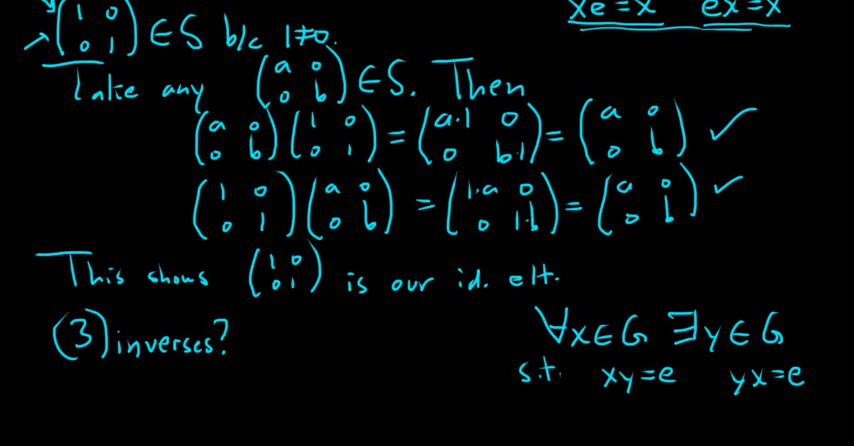 xe = x   ex = x
(1 0 / 0 1) ∈ S b/c 1≠0.
Take any (a 0 / 0 b) ∈ S. Then
(a 0 / 0 b)(1 0 / 0 1) = (a·1 0 / 0 b·1) = (a 0 / 0 b) ✓
(1 0 / 0 1)(a 0 / 0 b) = (1·a 0 / 0 1·b) = (a 0 / 0 b) ✓
This shows (1 0 / 0 1) is our id. elt.
(3) inverses?   ∀x∈G ∃y∈G
s.t. xy=e   yx=e